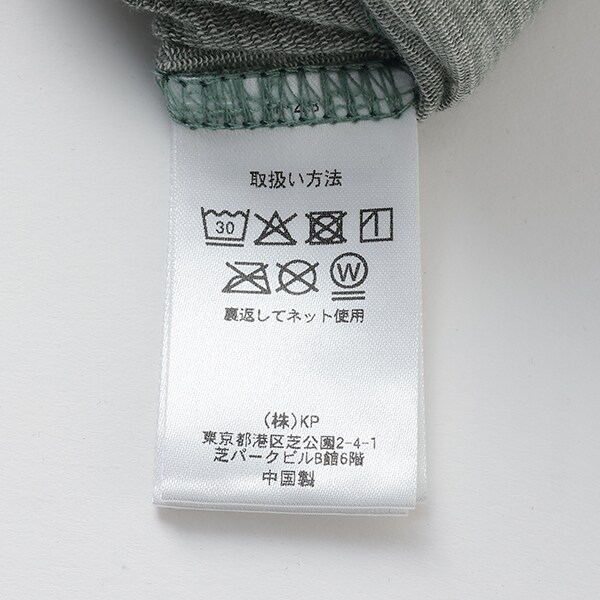 取扱い方法
30
W
裏返してネット使用
(株)KP
東京都港区芝公園2-4-1
芝パークビルB館6階
中国製